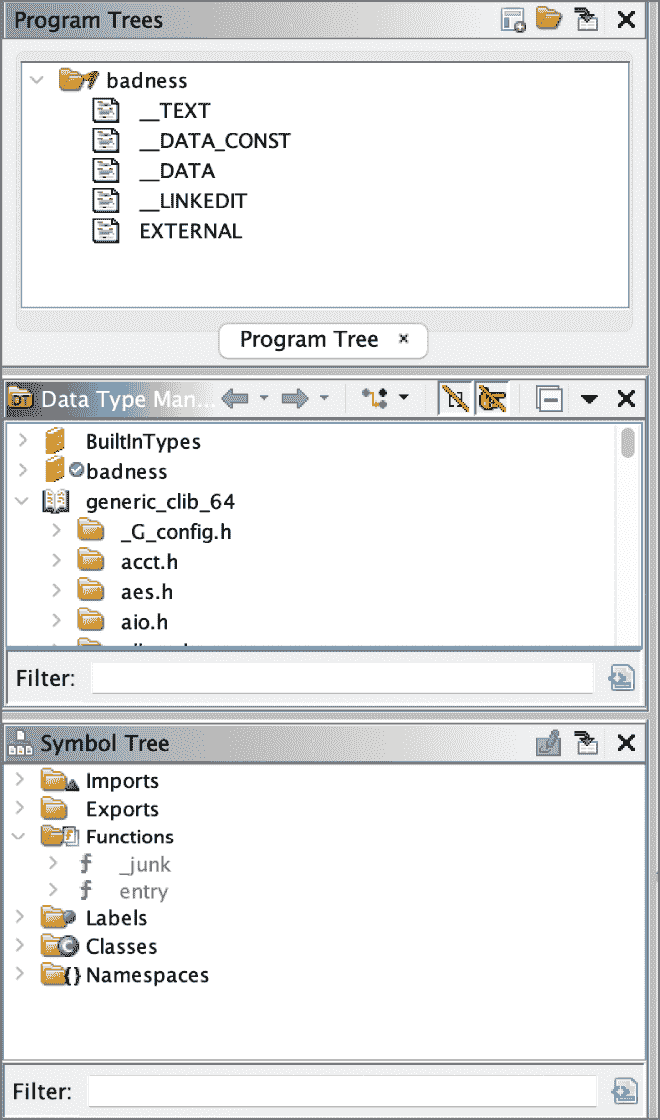 Program Trees
badness
__TEXT
__DATA_CONST
__DATA
__LINKEDIT
EXTERNAL
Program Tree ×
DT Data Type Man...
BuiltInTypes
badness
generic_clib_64
_G_config.h
acct.h
aes.h
aio.h
Filter:
Symbol Tree
Imports
Exports
f Functions
f _junk
f entry
Labels
C Classes
{} Namespaces
Filter: